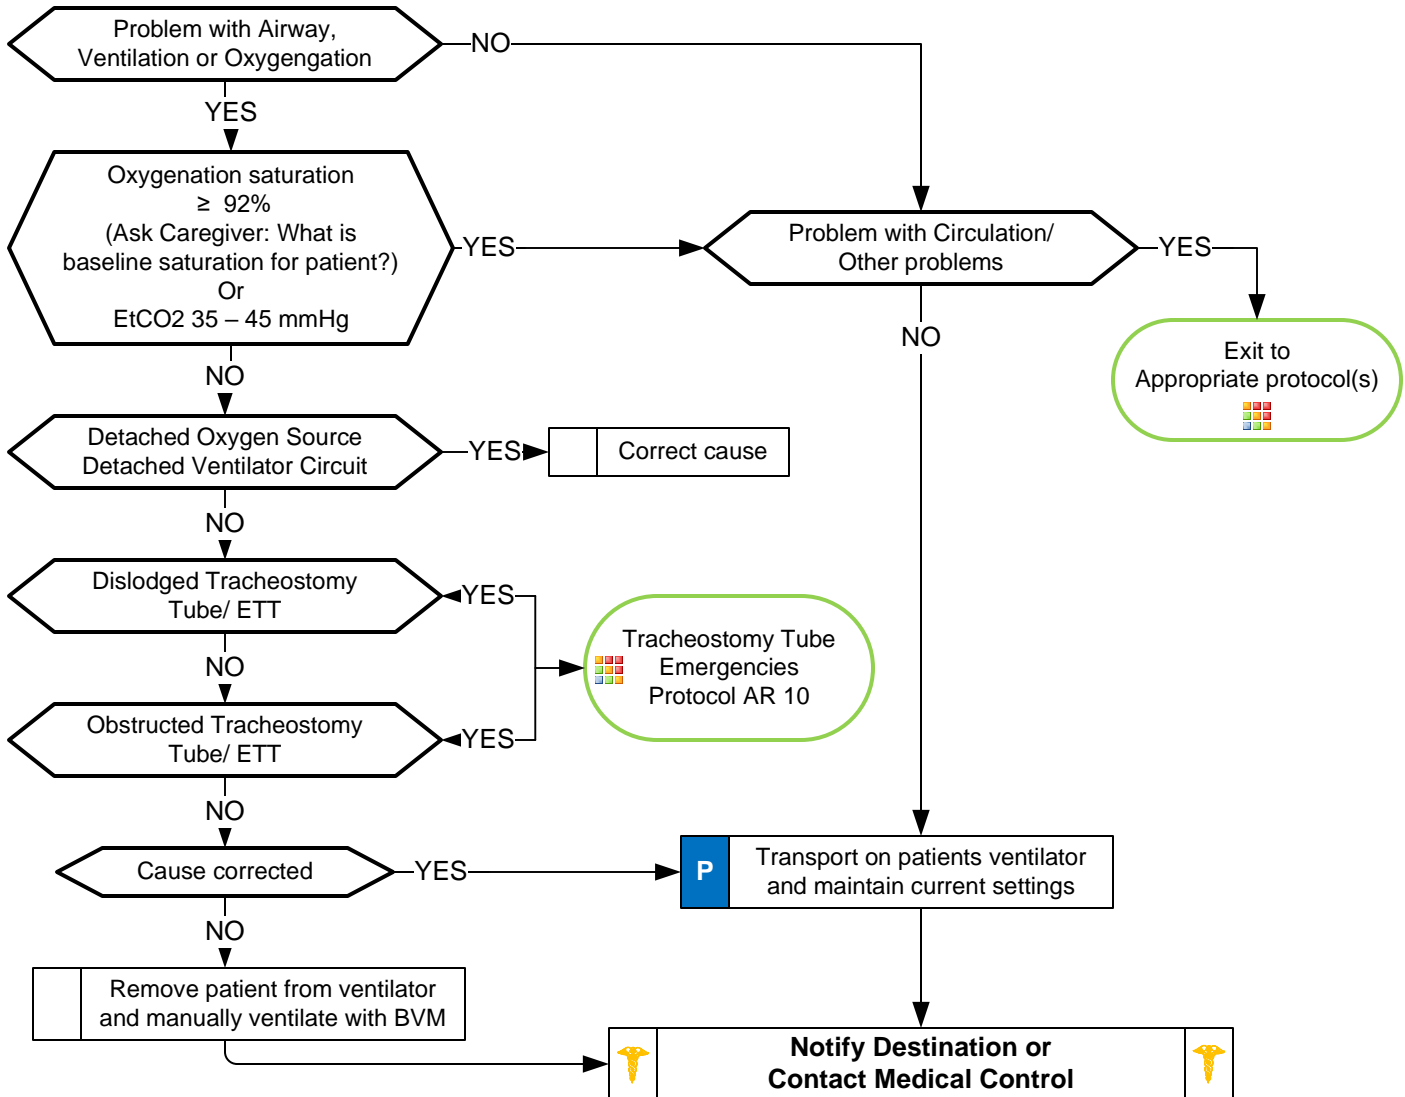 Problem with Airway,
Ventilation or Oxygengation
NO
YES
Oxygenation saturation
≥ 92%
(Ask Caregiver: What is
baseline saturation for patient?)
Or
EtCO2 35 – 45 mmHg
YES
Problem with Circulation/
Other problems
YES
NO
Exit to
Appropriate protocol(s)
NO
Detached Oxygen Source
Detached Ventilator Circuit
YES
Correct cause
NO
Dislodged Tracheostomy
Tube/ ETT
YES
Tracheostomy Tube
Emergencies
Protocol AR 10
NO
Obstructed Tracheostomy
Tube/ ETT
YES
NO
Cause corrected
YES
P
Transport on patients ventilator
and maintain current settings
NO
Remove patient from ventilator
and manually ventilate with BVM
Notify Destination or
Contact Medical Control